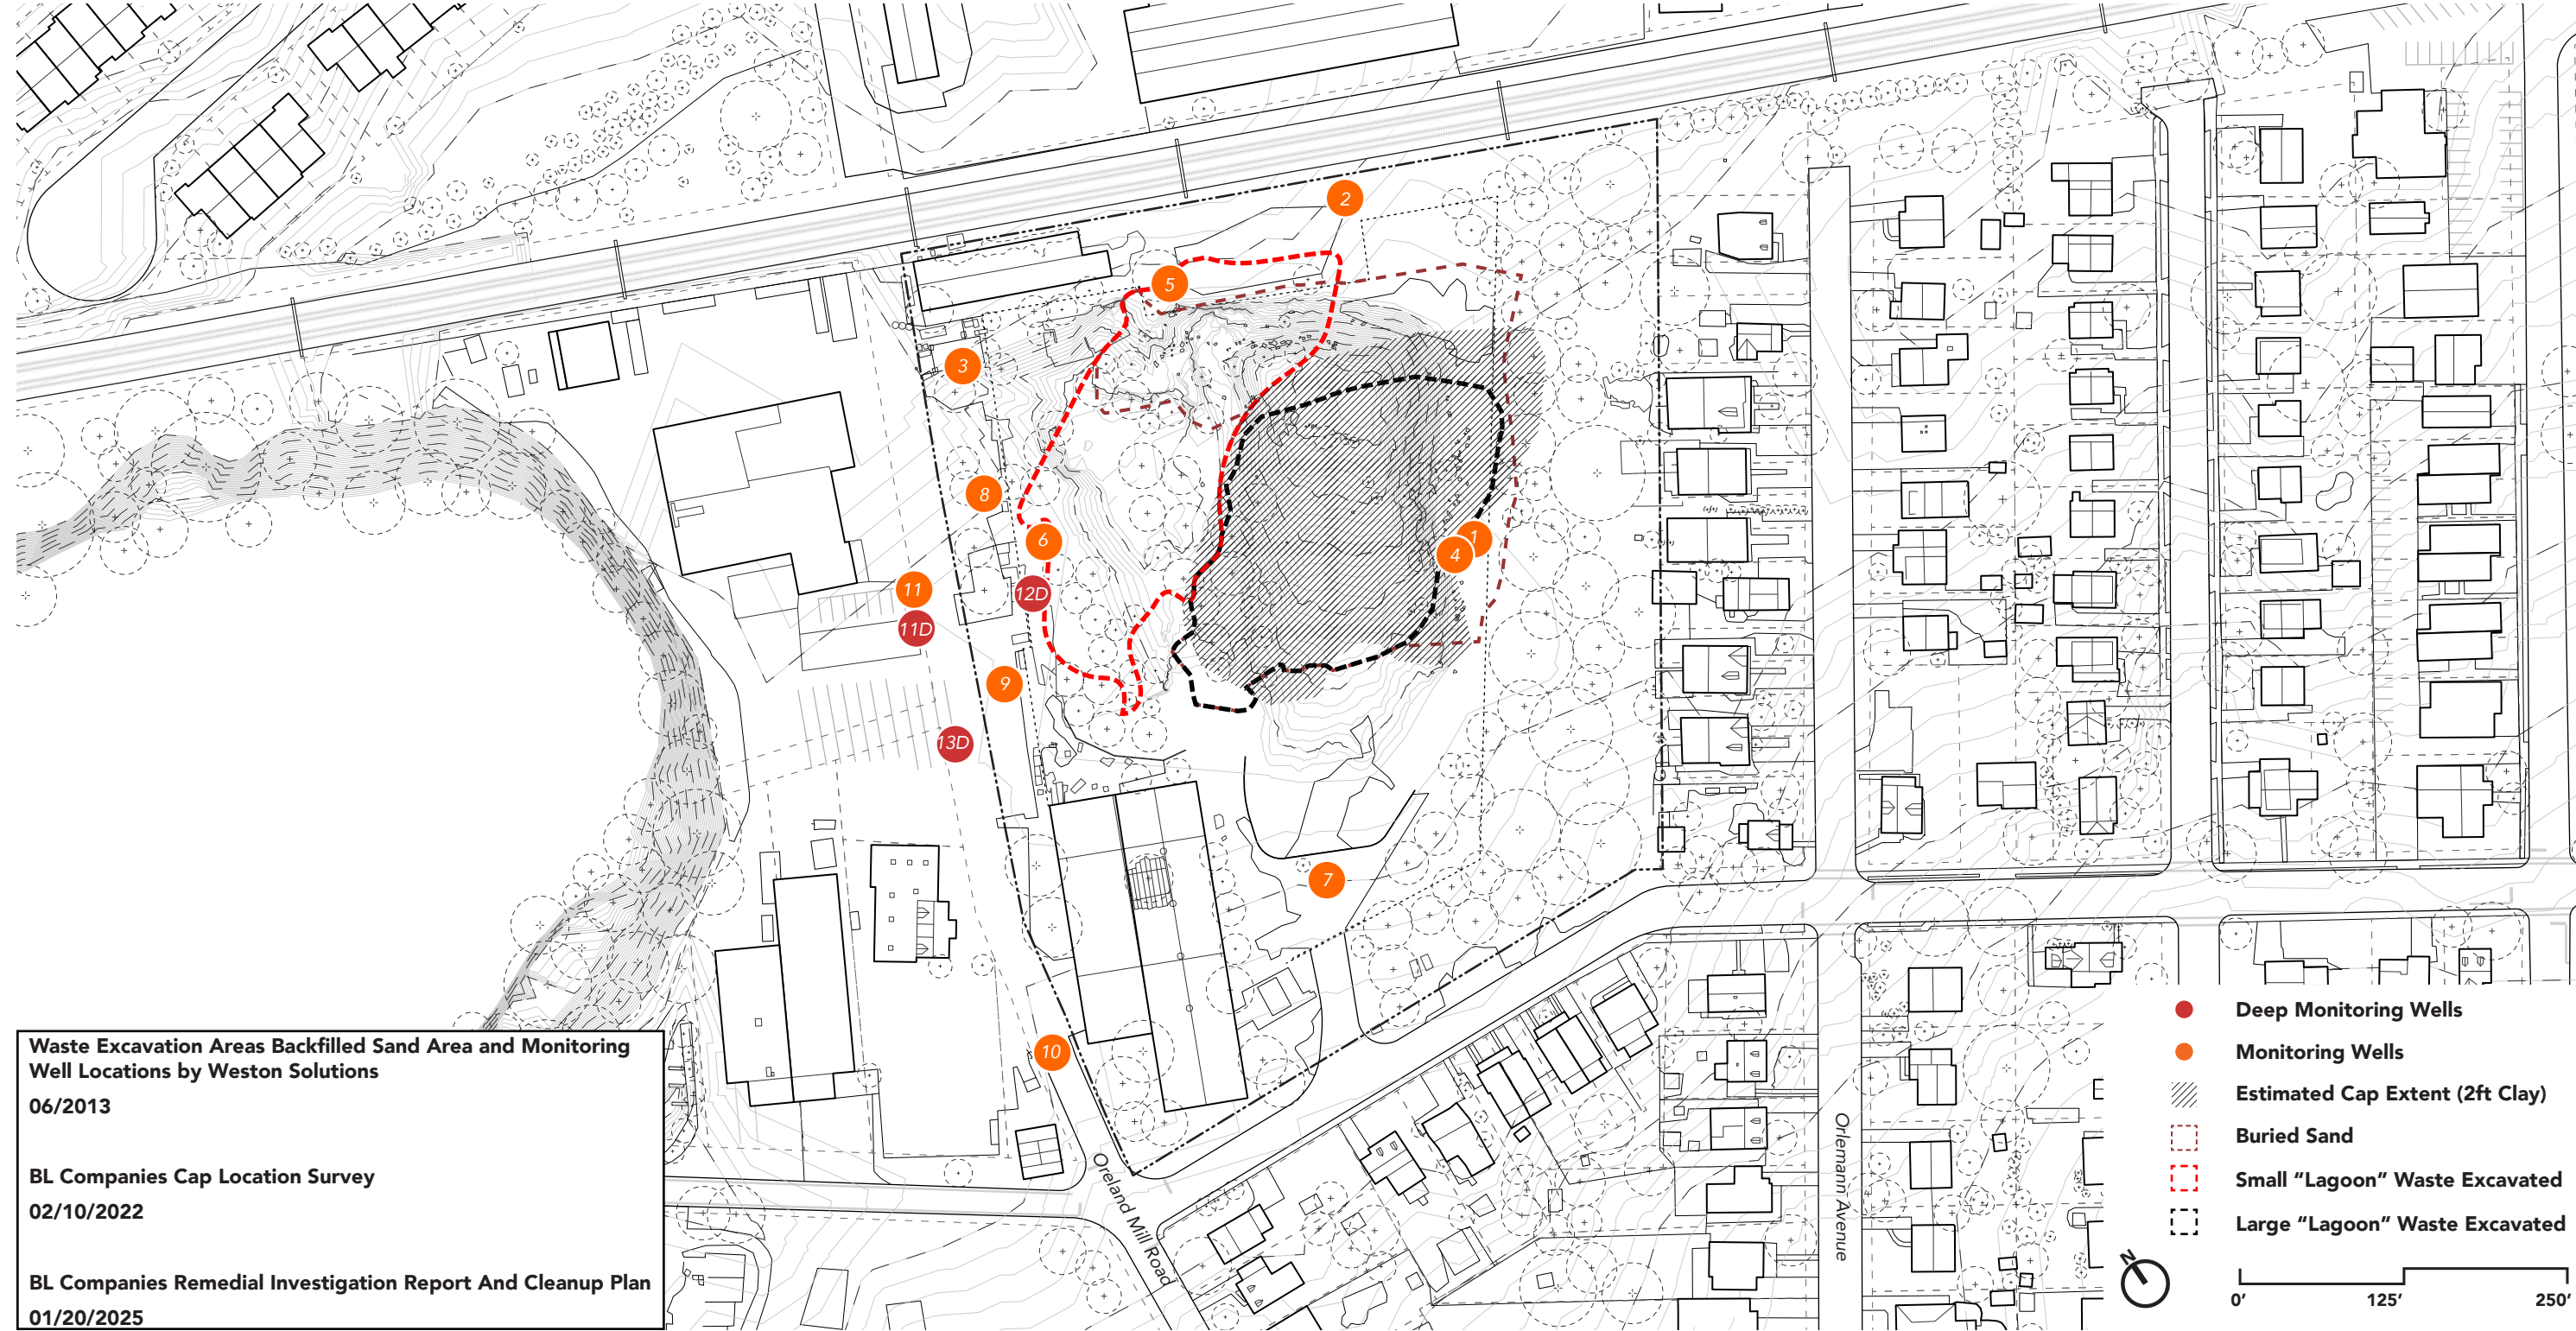 2
5
3
8
6
1
4
11
12D
11D
9
13D
7
10
Waste Excavation Areas Backfilled Sand Area and Monitoring
Well Locations by Weston Solutions
06/2013
BL Companies Cap Location Survey
02/10/2022
BL Companies Remedial Investigation Report And Cleanup Plan
01/20/2025
Oreland Mill Road
Orlemann Avenue
Deep Monitoring Wells
Monitoring Wells
Estimated Cap Extent (2ft Clay)
Buried Sand
Small “Lagoon” Waste Excavated
Large “Lagoon” Waste Excavated
N
0’ 125’ 250’